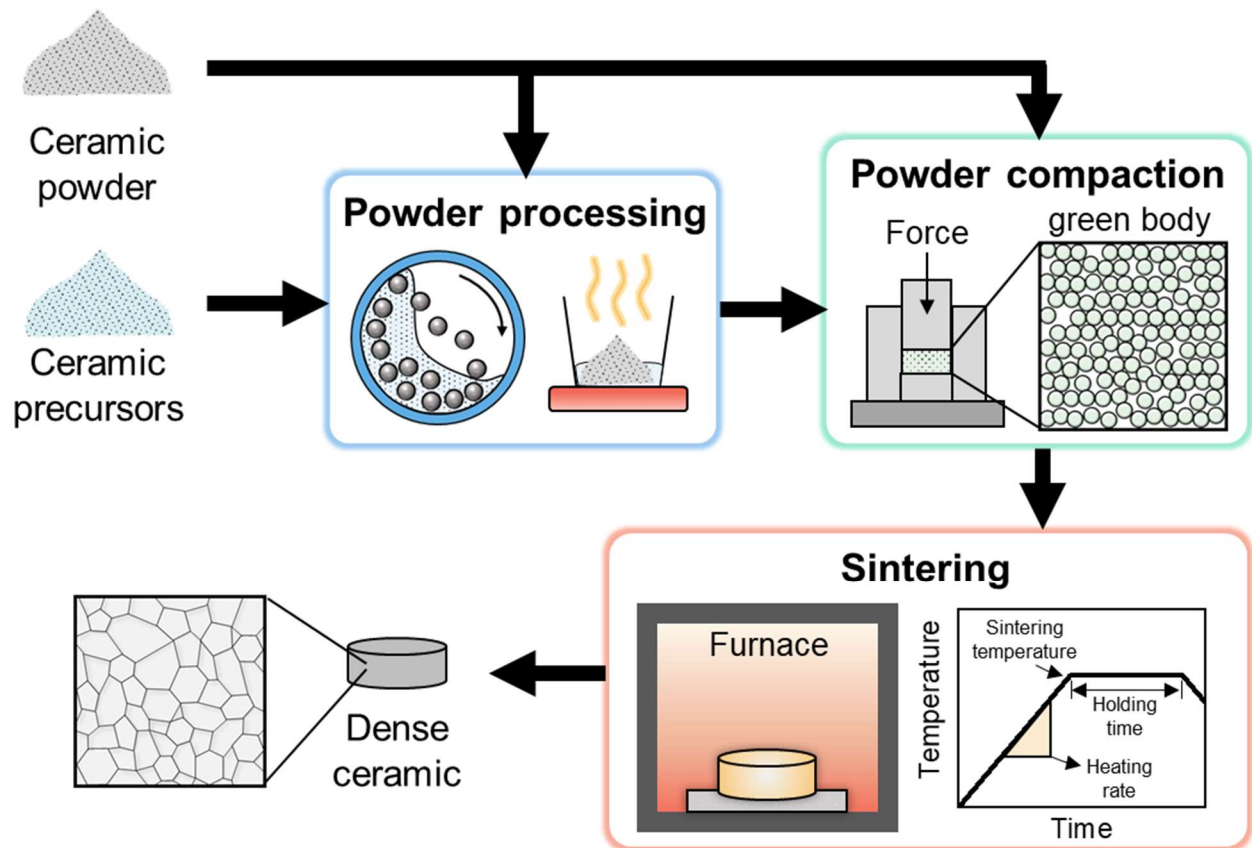 Ceramic
powder
Ceramic
precursors
Powder processing
Powder compaction
green body
Force
Sintering
Furnace
Temperature
Sintering
temperature
Holding
time
Heating
rate
Time
Dense
ceramic